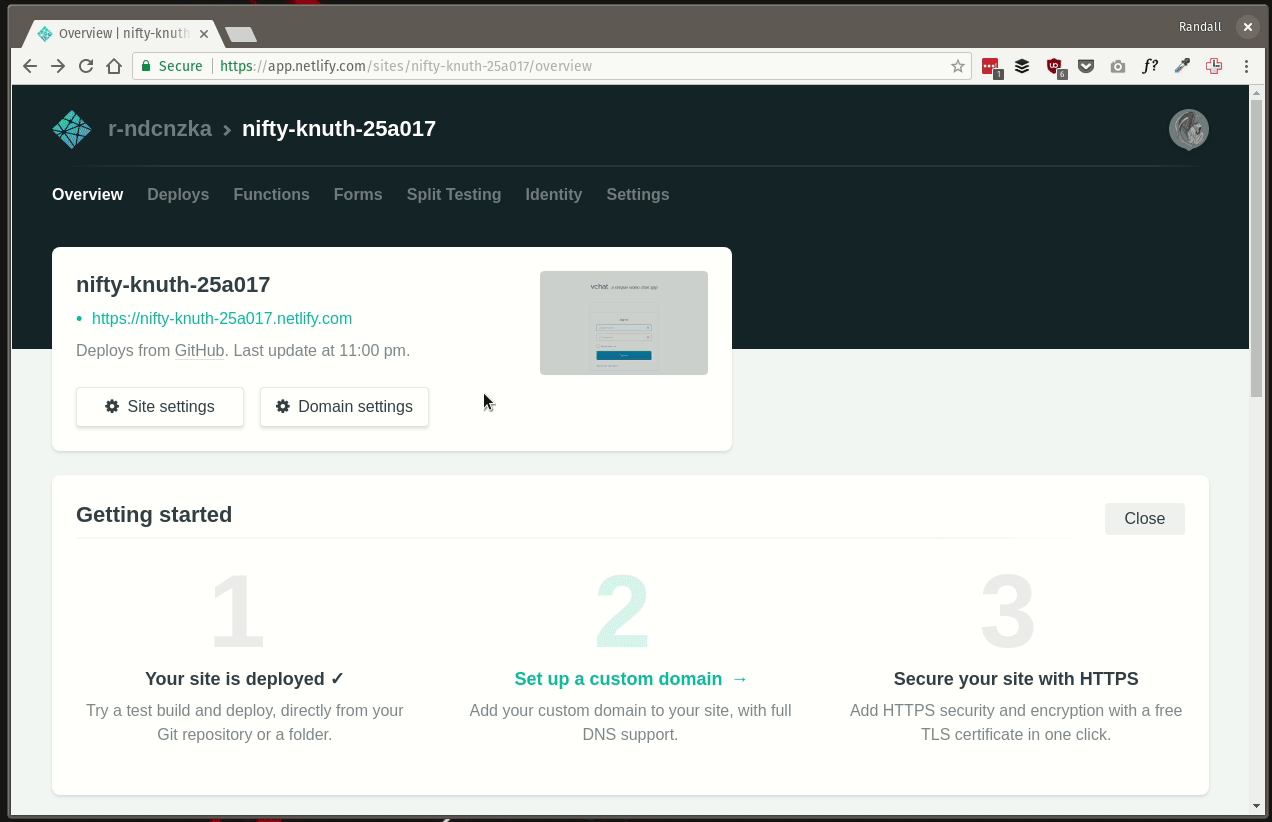 Overview | nifty-knuth
Randall
Secure
https://app.netlify.com/sites/nifty-knuth-25a017/overview
1
6
f?
r-ndcnzka › nifty-knuth-25a017
Overview Deploys Functions Forms Split Testing Identity Settings
nifty-knuth-25a017
• https://nifty-knuth-25a017.netlify.com
Deploys from GitHub. Last update at 11:00 pm.
Site settings
Domain settings
vchat
Getting started
Close
1
Your site is deployed ✓
Try a test build and deploy, directly from your
Git repository or a folder.
2
Set up a custom domain →
Add your custom domain to your site, with full
DNS support.
3
Secure your site with HTTPS
Add HTTPS security and encryption with a free
TLS certificate in one click.